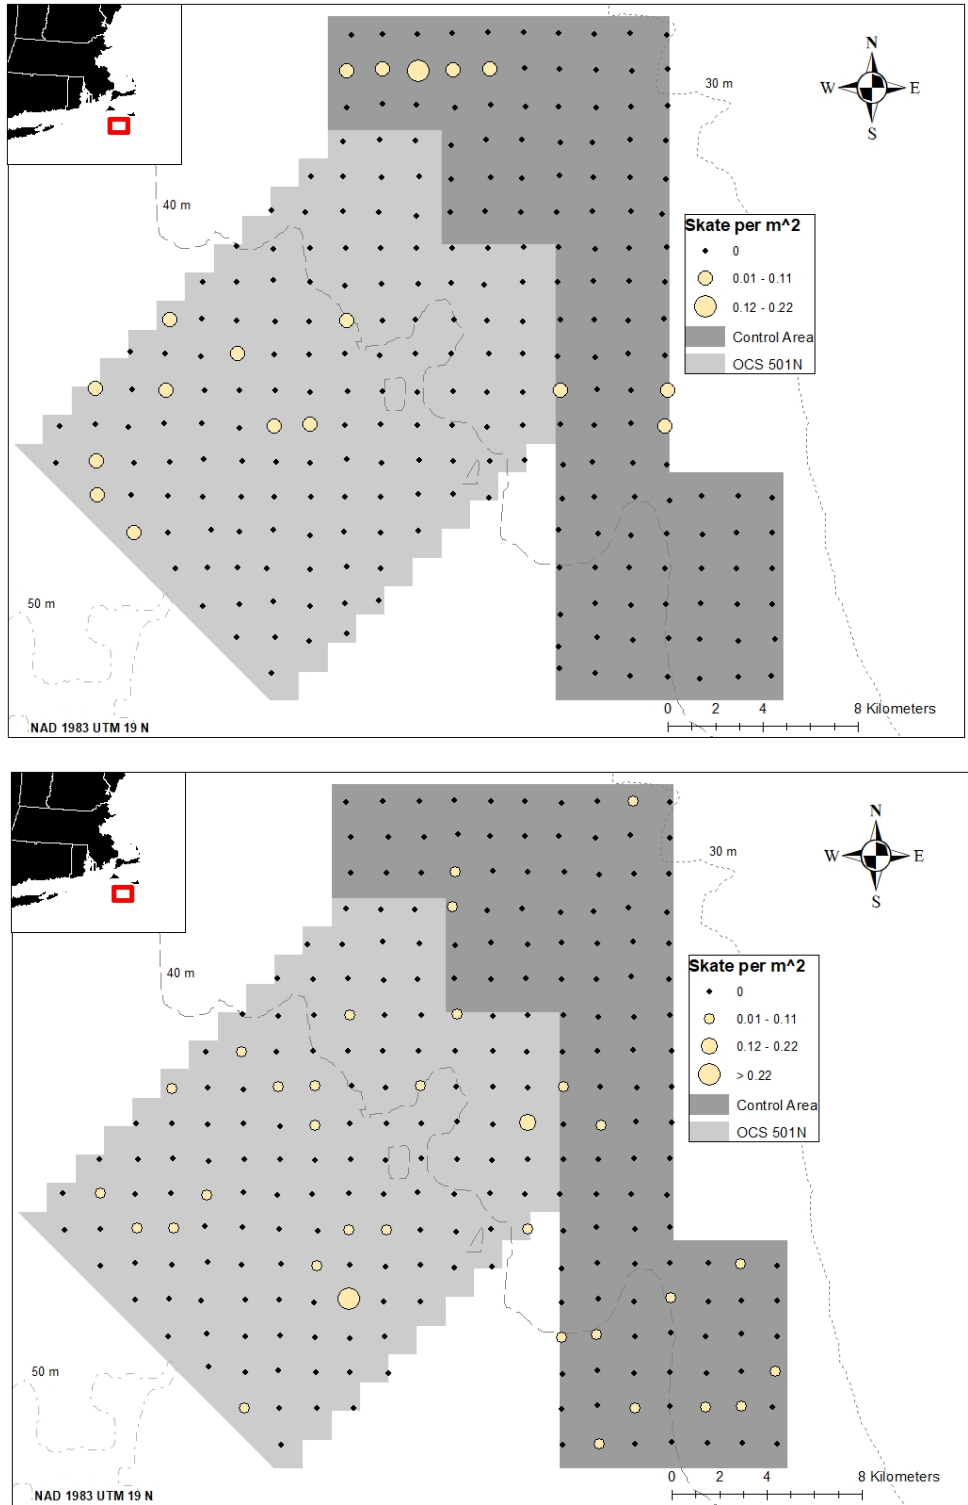 30 m
N
W E
S
40 m
Skate per m^2
0
0.01 - 0.11
0.12 - 0.22
Control Area
OCS 501N
50 m
0 2 4 8 Kilometers
NAD 1983 UTM 19 N
30 m
N
W E
S
40 m
Skate per m^2
0
0.01 - 0.11
0.12 - 0.22
> 0.22
Control Area
OCS 501N
50 m
0 2 4 8 Kilometers
NAD 1983 UTM 19 N